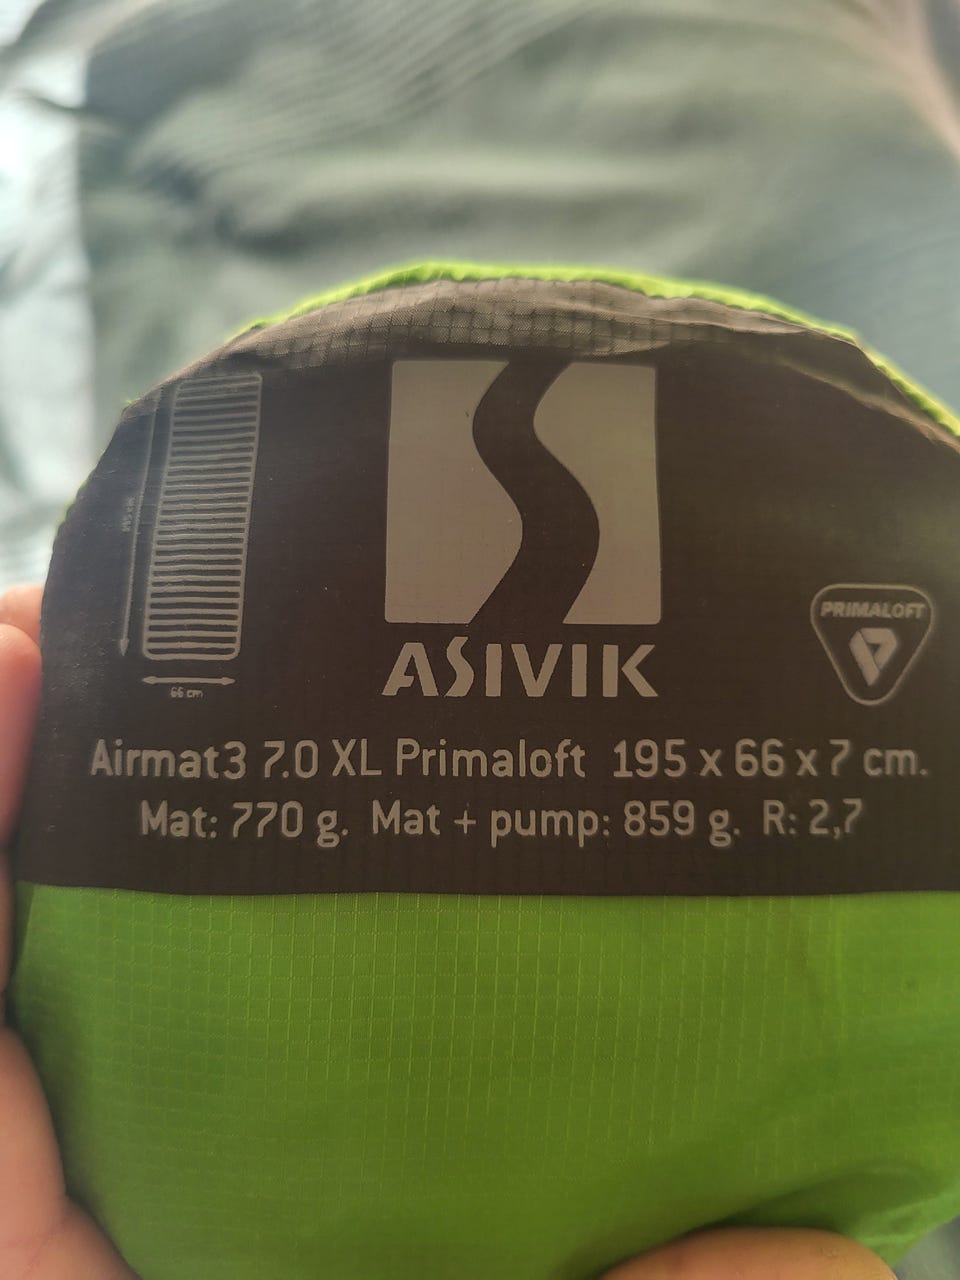 PRIMALOFT
ASIVIK
66 cm
Airmat3 7.0 XL Primaloft 195 x 66 x 7 cm.
Mat: 770 g. Mat + pump: 859 g. R: 2,7